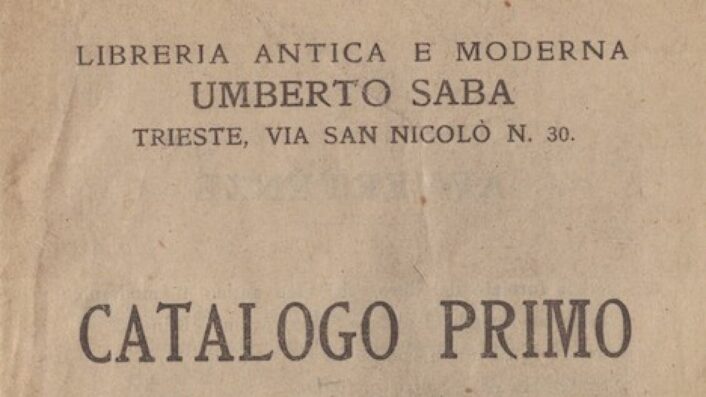 LIBRERIA ANTICA E MODERNA
UMBERTO SABA
TRIESTE, VIA SAN NICOLÒ N. 30.
CATALOGO PRIMO